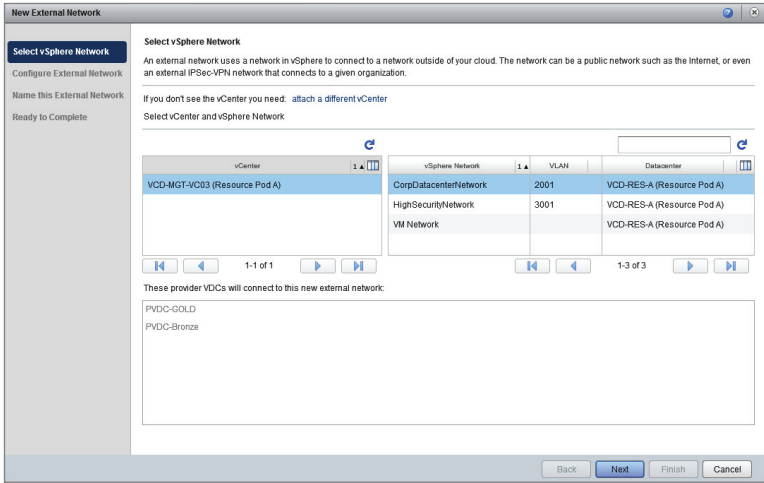 New External Network
Select vSphere Network
Configure External Network
Name this External Network
Ready to Complete
Select vSphere Network
An external network uses a network in vSphere to connect to a network outside of your cloud. The network can be a public network such as the Internet, or even
an external IPSec-VPN network that connects to a given organization.
If you don't see the vCenter you need: attach a different vCenter
Select vCenter and vSphere Network
vCenter 1
VCD-MGT-VC03 (Resource Pod A)
1-1 of 1
vSphere Network 1 VLAN Datacenter
CorpDatacenterNetwork 2001 VCD-RES-A (Resource Pod A)
HighSecurityNetwork 3001 VCD-RES-A (Resource Pod A)
VM Network VCD-RES-A (Resource Pod A)
1-3 of 3
These provider VDCs will connect to this new external network:
PVDC-GOLD
PVDC-Bronze
Back Next Finish Cancel